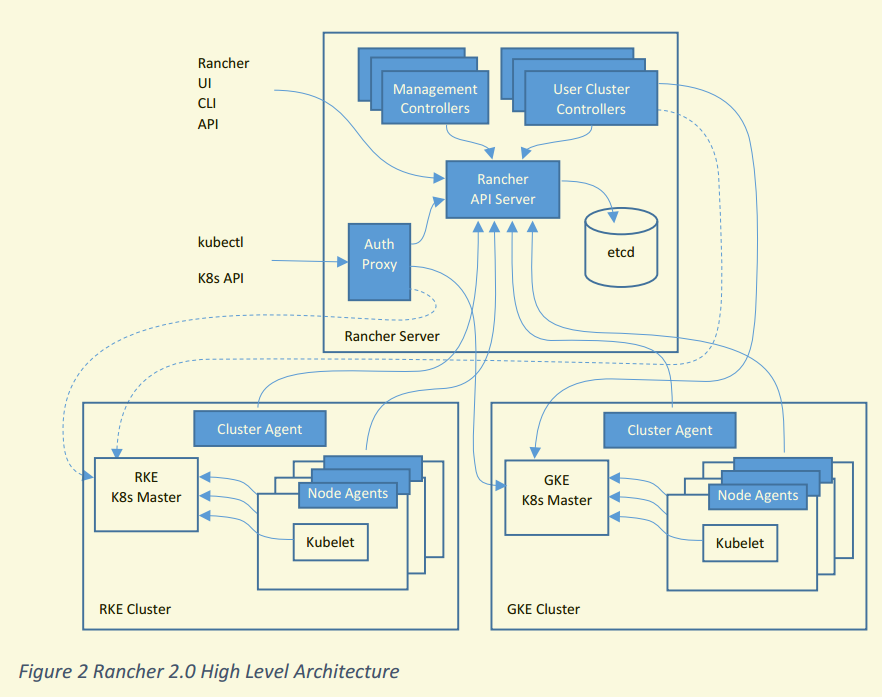 Rancher
UI
CLI
API
Management
Controllers
User Cluster
Controllers
Rancher
API Server
kubectl
K8s API
Auth
Proxy
etcd
Rancher Server
Cluster Agent
RKE
K8s Master
Node Agents
Kubelet
RKE Cluster
Cluster Agent
GKE
K8s Master
Node Agents
Kubelet
GKE Cluster
Figure 2 Rancher 2.0 High Level Architecture